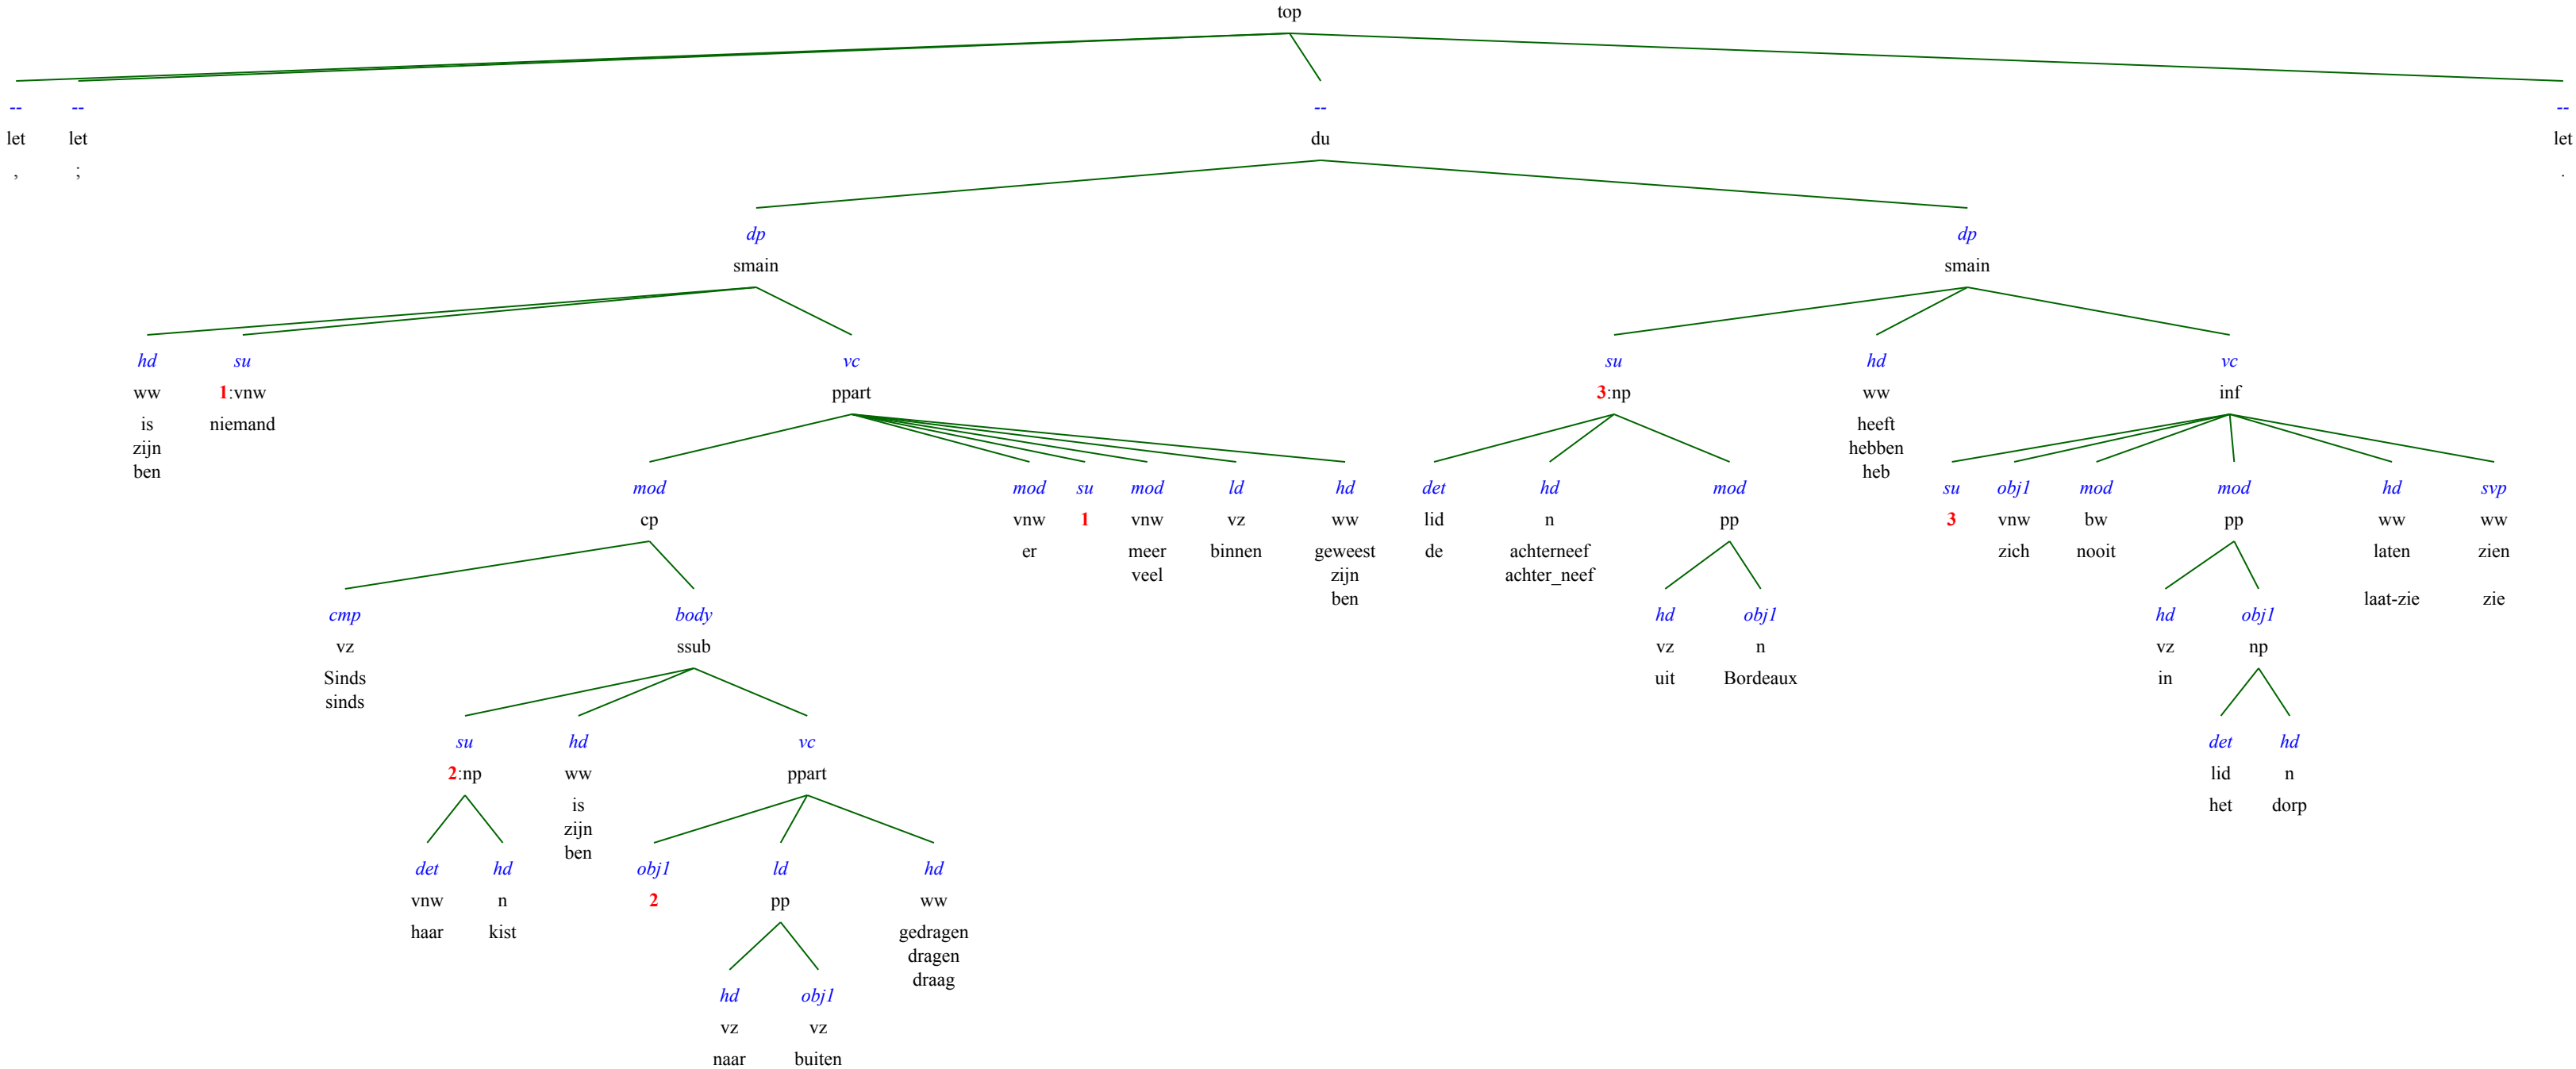 top
-- -- -- --
let let du let
, ; .
dp dp
smain smain
hd su vc su hd vc
ww 1:vnw ppart 3:np ww inf
is niemand heeft
zijn hebben
ben heb
mod mod su mod ld hd det hd mod su obj1 mod mod hd svp
cp vnw 1 vnw vz ww lid n pp 3 vnw bw pp ww ww
er meer binnen geweest de achterneef zich nooit laten zien
veel zijn achter_neef
ben laat-zie zie
cmp body hd obj1 hd obj1
vz ssub vz n vz np
Sinds uit Bordeaux in
sinds
su hd vc det hd
2:np ww ppart lid n
is het dorp
zijn
ben
det hd obj1 ld hd
vnw n 2 pp ww
haar kist gedragen
dragen
draag
hd obj1
vz vz
naar buiten